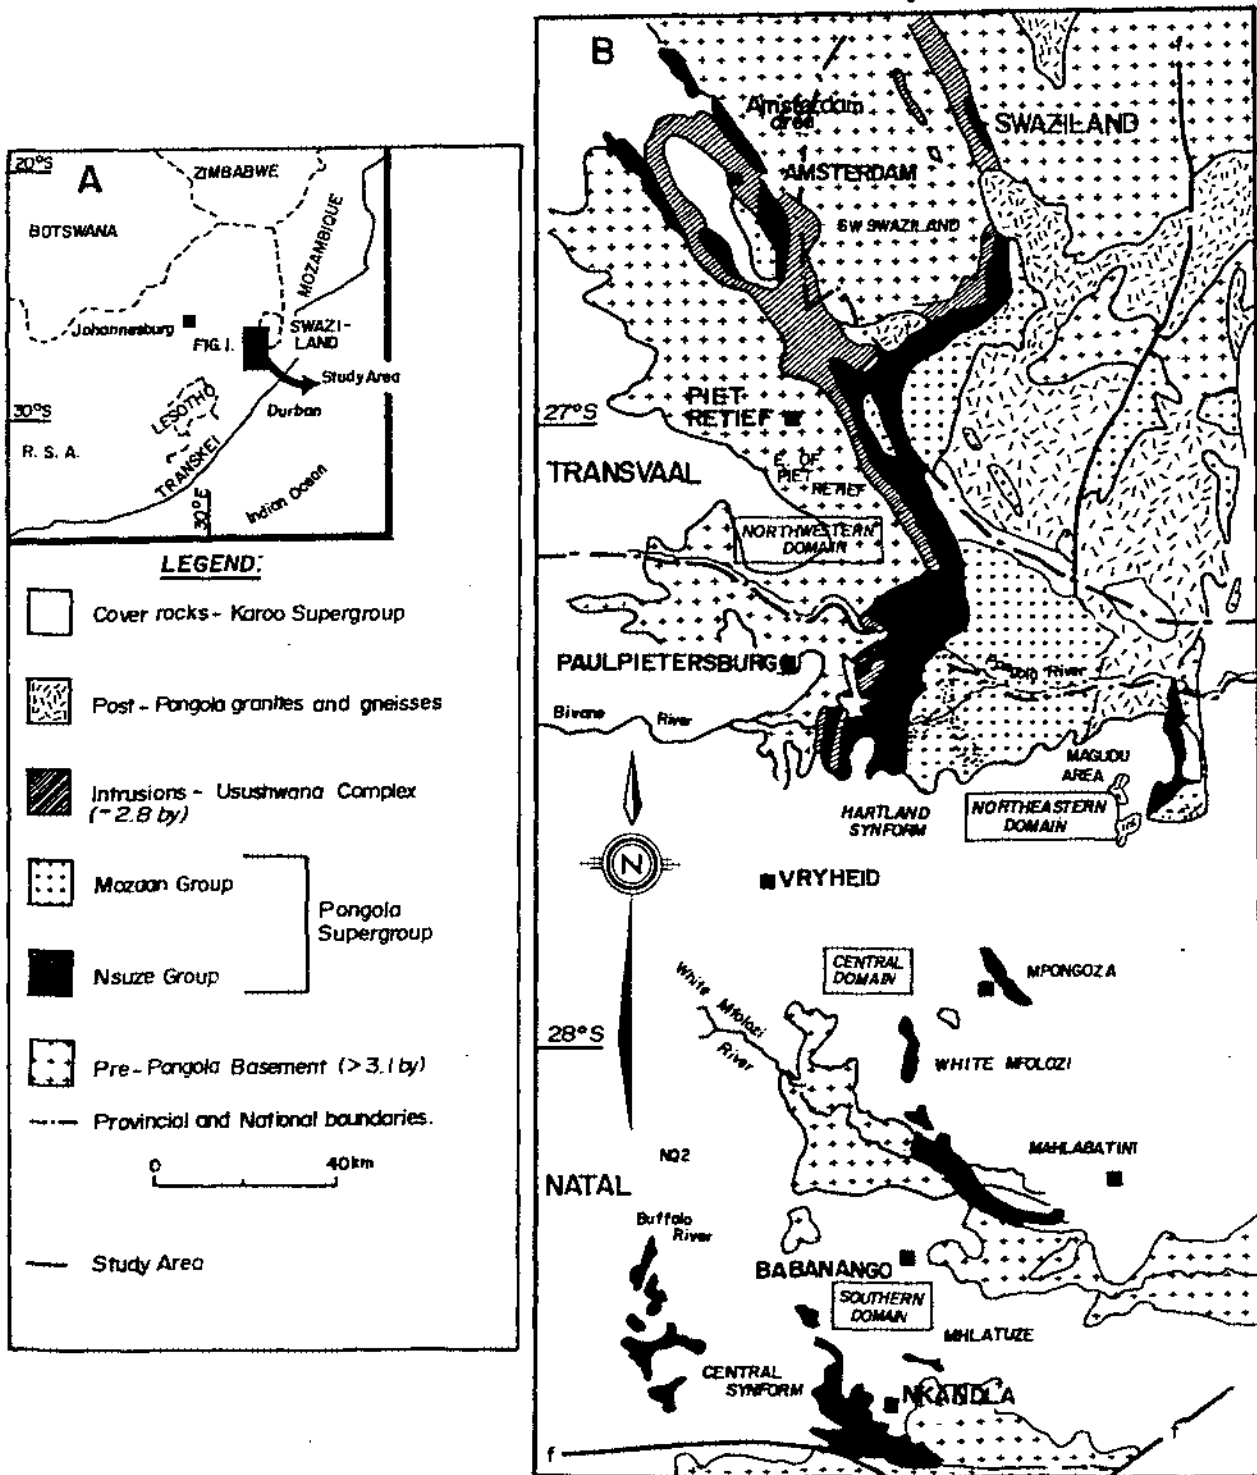 A
20°S
ZIMBABWE
BOTSWANA
MOZAMBIQUE
Johannesburg
FIG. 1.
SWAZI-
LAND
Study Area
LESOTHO
Durban
30°S
R. S. A.
TRANSKEI
30°E
Indian Ocean
LEGEND:
Cover rocks - Karoo Supergroup
Post - Pongola granites and gneisses
Intrusions - Usushwana Complex
(~2.8 by)
Mozaan Group
Pongola
Supergroup
Nsuze Group
Pre - Pongola Basement (>3.1 by)
Provincial and National boundaries.
0 40km
Study Area
B
f
Amsterdam
area
SWAZILAND
AMSTERDAM
SW SWAZILAND
PIET
RETIEF
27°S
TRANSVAAL
E. OF
PIET
RETIEF
NORTHWESTERN
DOMAIN
PAULPIETERSBURG
Pongola River
Bivane River
MAGUDU
AREA
HARTLAND
SYNFORM
NORTHEASTERN
DOMAIN
N
VRYHEID
CENTRAL
DOMAIN
MPONGOZA
White Mfolozi
River
28°S
WHITE MFOLOZI
MAHLABATINI
NQ2
NATAL
Buffalo
River
BABANANGO
SOUTHERN
DOMAIN
MHLATUZE
CENTRAL
SYNFORM
NKANDLA
f
f